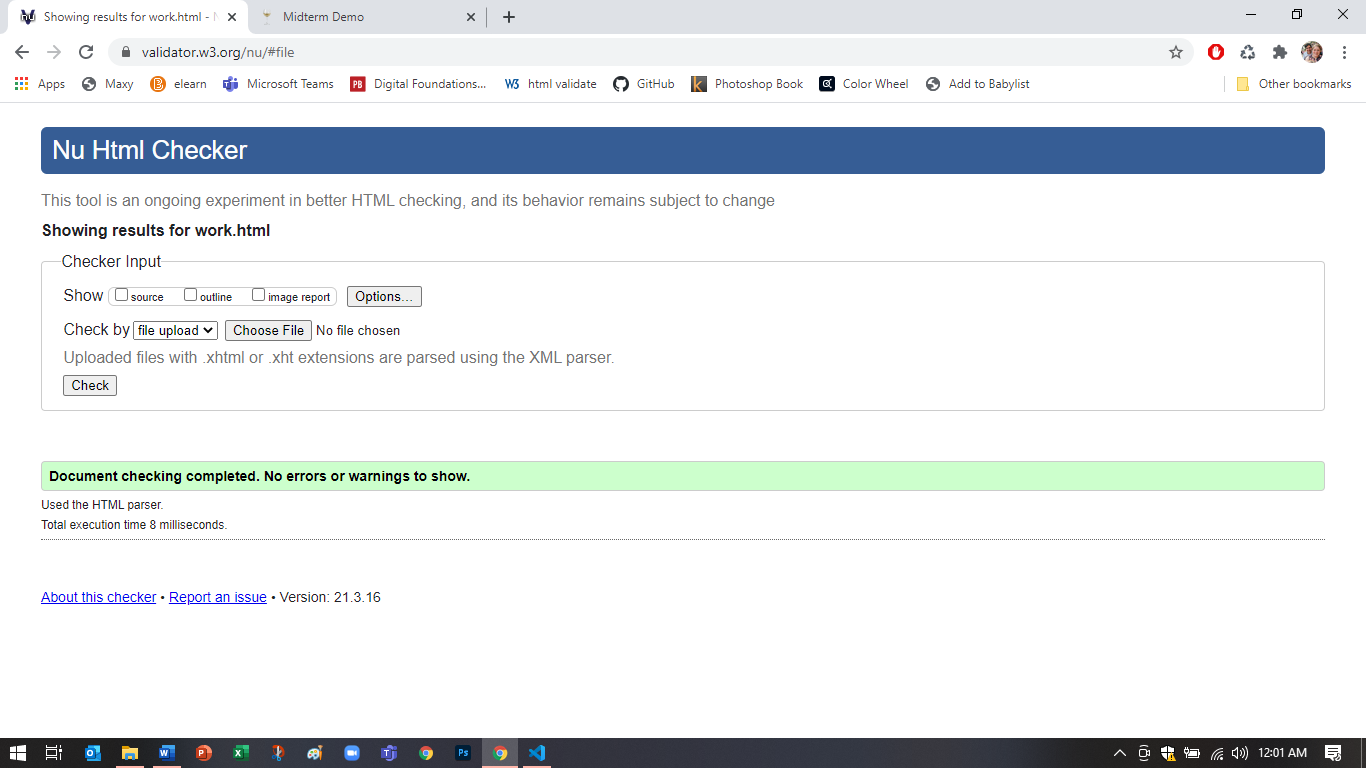 Showing results for work.html - N
Midterm Demo
validator.w3.org/nu/#file
Apps Maxy elearn Microsoft Teams Digital Foundations... html validate GitHub Photoshop Book Color Wheel Add to Babylist Other bookmarks
Nu Html Checker
This tool is an ongoing experiment in better HTML checking, and its behavior remains subject to change
Showing results for work.html
Checker Input
Show source outline image report Options...
Check by file upload Choose File No file chosen
Uploaded files with .xhtml or .xht extensions are parsed using the XML parser.
Check
Document checking completed. No errors or warnings to show.
Used the HTML parser.
Total execution time 8 milliseconds.
About this checker • Report an issue • Version: 21.3.16
12:01 AM